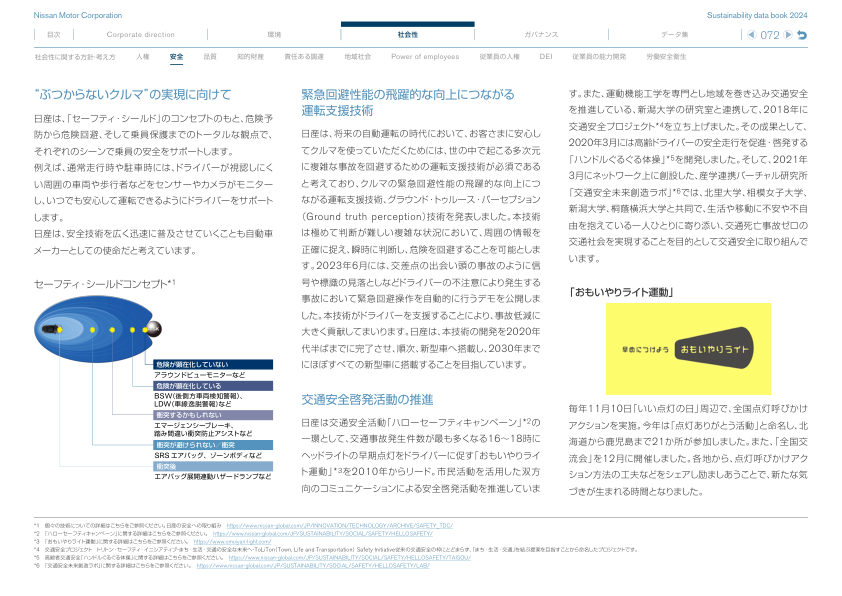 Nissan Motor Corporation
Sustainability data book 2024
目次
Corporate direction
環境
社会性
ガバナンス
データ集
072
社会性に関する方針・考え方
人権
安全
品質
知的財産
責任ある調達
地域社会
Power of employees
従業員の人権
DEI
従業員の能力開発
労働安全衛生
“ぶつからないクルマ”の実現に向けて
日産は、「セーフティ・シールド」のコンセプトのもと、危険予
防から危険回避、そして乗員保護までのトータルな観点で、
それぞれのシーンで乗員の安全をサポートします。
例えば、通常走行時や駐車時には、ドライバーが視認しにく
い周囲の車両や歩行者などをセンサーやカメラがモニター
し、いつでも安心して運転できるようにドライバーをサポート
します。
日産は、安全技術を広く迅速に普及させていくことも自動車
メーカーとしての使命だと考えています。
セーフティ・シールドコンセプト*1
危険が顕在化していない
アラウンドビューモニターなど
危険が顕在化している
BSW(後側方車両検知警報)、
LDW(車線逸脱警報)など
衝突するかもしれない
エマージェンシーブレーキ、
踏み間違い衝突防止アシストなど
衝突が避けられない/衝突
SRSエアバッグ、ゾーンボディなど
衝突後
エアバッグ展開連動ハザードランプなど
緊急回避性能の飛躍的な向上につながる
運転支援技術
日産は、将来の自動運転の時代において、お客さまに安心し
てクルマを使っていただくためには、世の中で起こる多次元
に複雑な事故を回避するための運転支援技術が必須である
と考えており、クルマの緊急回避性能の飛躍的な向上につ
ながる運転支援技術、グラウンド・トゥルース・パーセプション
(Ground truth perception)技術を発表しました。本技術
は極めて判断が難しい複雑な状況において、周囲の情報を
正確に捉え、瞬時に判断し、危険を回避することを可能としま
す。2023年6月には、交差点の出会い頭の事故のように信
号や標識の見落としなどドライバーの不注意により発生する
事故において緊急回避操作を自動的に行うデモを公開しま
した。本技術がドライバーを支援することにより、事故低減に
大きく貢献してまいります。日産は、本技術の開発を2020年
代半ばまでに完了させ、順次、新型車へ搭載し、2030年まで
にほぼすべての新型車に搭載することを目指しています。
交通安全啓発活動の推進
日産は交通安全活動「ハローセーフティキャンペーン」*2の
一環として、交通事故発生件数が最も多くなる16~18時に
ヘッドライトの早期点灯をドライバーに促す「おもいやりライ
ト運動」*3を2010年からリード。市民活動を活用した双方
向のコミュニケーションによる安全啓発活動を推進していま
す。また、運動機能工学を専門とし地域を巻き込み交通安全
を推進している、新潟大学の研究室と連携して、2018年に
交通安全プロジェクト*4を立ち上げました。その成果として、
2020年3月には高齢ドライバーの安全走行を促進・啓発する
「ハンドルぐるぐる体操」*5を開発しました。そして、2021年
3月にネットワーク上に創設した、産学連携バーチャル研究所
「交通安全未来創造ラボ」*6では、北里大学、相模女子大学、
新潟大学、桐蔭横浜大学と共同で、生活や移動に不安や不自
由を抱えている一人ひとりに寄り添い、交通死亡事故ゼロの
交通社会を実現することを目的として交通安全に取り組んで
います。
「おもいやりライト運動」
早めにつけよう
おもいやりライト
毎年11月10日「いい点灯の日」周辺で、全国点灯呼びかけ
アクションを実施。今年は「点灯ありがとう活動」と命名し、北
海道から鹿児島まで21か所が参加しました。また、「全国交
流会」を12月に開催しました。各地から、点灯呼びかけアク
ション方法の工夫などをシェアし励ましあうことで、新たな気
づきが生まれる時間となりました。
*1 個々の技術についての詳細はこちらをご参照ください。日産の安全への取り組み https://www.nissan-global.com/JP/INNOVATION/TECHNOLOGY/ARCHIVE/SAFETY_TDC/
*2 「ハローセーフティキャンペーン」に関する詳細はこちらをご参照ください。 https://www.nissan-global.com/JP/SUSTAINABILITY/SOCIAL/SAFETY/HELLOSAFETY/
*3 「おもいやりライト運動」に関する詳細はこちらをご参照ください。 https://www.omoiyari-light.com/
*4 交通安全プロジェクト トリトン・セーフティ イニシアティブ:まち・生活・交通の安全な未来へ-ToLiTon(Town, Life and Transportation) Safety Initiative従来の交通安全の枠にとどまらず、「まち・生活・交通」を結ぶ提案を目指すことから命名したプロジェクトです。
*5 高齢者交通安全「ハンドルぐるぐる体操」に関する詳細はこちらをご参照ください。 https://www.nissan-global.com/JP/SUSTAINABILITY/SOCIAL/SAFETY/HELLOSAFETY/TAISOU/
*6 「交通安全未来創造ラボ」に関する詳細はこちらをご参照ください。 https://www.nissan-global.com/JP/SUSTAINABILITY/SOCIAL/SAFETY/HELLOSAFETY/LAB/